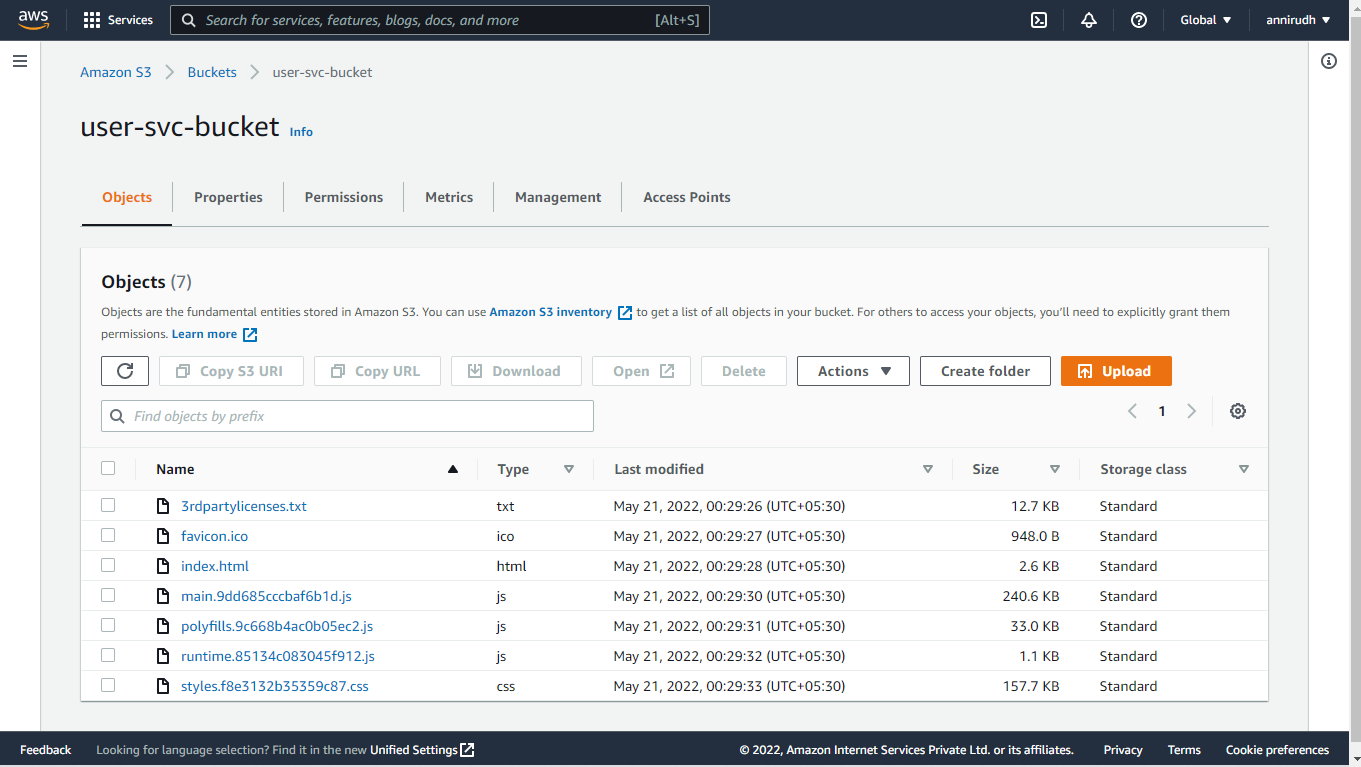 aws Services Search for services, features, blogs, docs, and more [Alt+S] Global annirudh
Amazon S3 Buckets user-svc-bucket
user-svc-bucket Info
Objects Properties Permissions Metrics Management Access Points
Objects (7)
Objects are the fundamental entities stored in Amazon S3. You can use Amazon S3 inventory to get a list of all objects in your bucket. For others to access your objects, you'll need to explicitly grant them
permissions. Learn more
Copy S3 URI Copy URL Download Open Delete Actions Create folder Upload
Find objects by prefix 1
Name Type Last modified Size Storage class
3rdpartylicenses.txt txt May 21, 2022, 00:29:26 (UTC+05:30) 12.7 KB Standard
favicon.ico ico May 21, 2022, 00:29:27 (UTC+05:30) 948.0 B Standard
index.html html May 21, 2022, 00:29:28 (UTC+05:30) 2.6 KB Standard
main.9dd685cccbaf6b1d.js js May 21, 2022, 00:29:30 (UTC+05:30) 240.6 KB Standard
polyfills.9c668b4ac0b05ec2.js js May 21, 2022, 00:29:31 (UTC+05:30) 33.0 KB Standard
runtime.85134c083045f912.js js May 21, 2022, 00:29:32 (UTC+05:30) 1.1 KB Standard
styles.f8e3132b35359c87.css css May 21, 2022, 00:29:33 (UTC+05:30) 157.7 KB Standard
Feedback Looking for language selection? Find it in the new Unified Settings © 2022, Amazon Internet Services Private Ltd. or its affiliates. Privacy Terms Cookie preferences